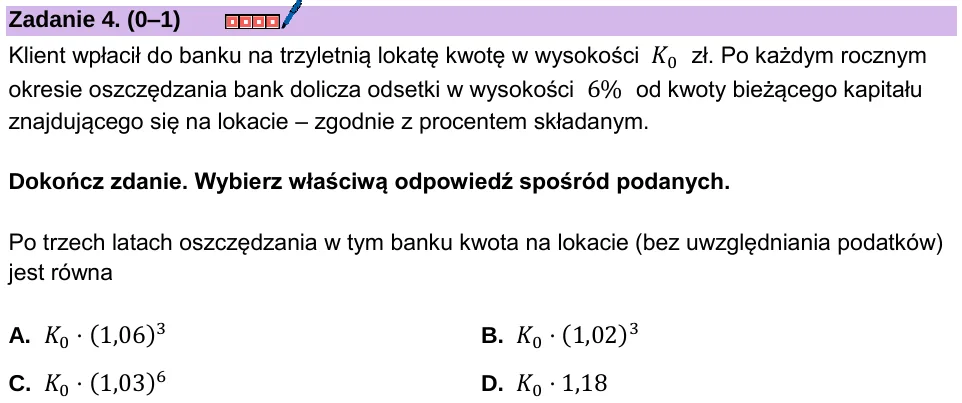 Zadanie 4. (0–1)
Klient wpłacił do banku na trzyletnią lokatę kwotę w wysokości K₀ zł. Po każdym rocznym
okresie oszczędzania bank dolicza odsetki w wysokości 6% od kwoty bieżącego kapitału
znajdującego się na lokacie – zgodnie z procentem składanym.
Dokończ zdanie. Wybierz właściwą odpowiedź spośród podanych.
Po trzech latach oszczędzania w tym banku kwota na lokacie (bez uwzględniania podatków)
jest równa
A. K₀ · (1,06)³ B. K₀ · (1,02)³
C. K₀ · (1,03)⁶ D. K₀ · 1,18